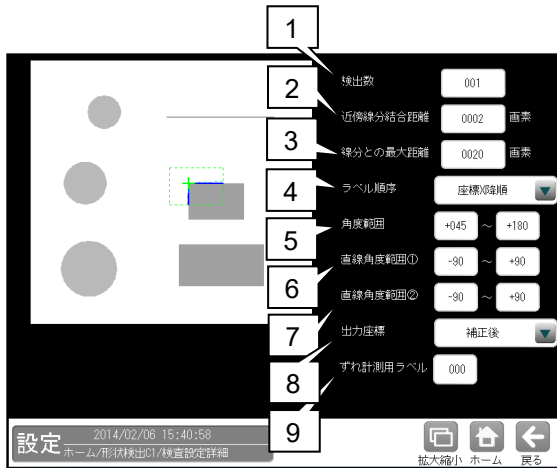 1
検出数 001
2
近傍線分結合距離 0002 画素
3
線分との最大距離 0020 画素
4
ラベル順序 座標X降順
5
角度範囲 +045 ～ +180
6
直線角度範囲① -90 ～ +90
7
直線角度範囲② -90 ～ +90
8
出力座標 補正後
9
ずれ計測用ラベル 000
設定
2014/02/06 15:40:58
ホーム/形状検出C1/検査設定詳細
拡大縮小 ホーム 戻る